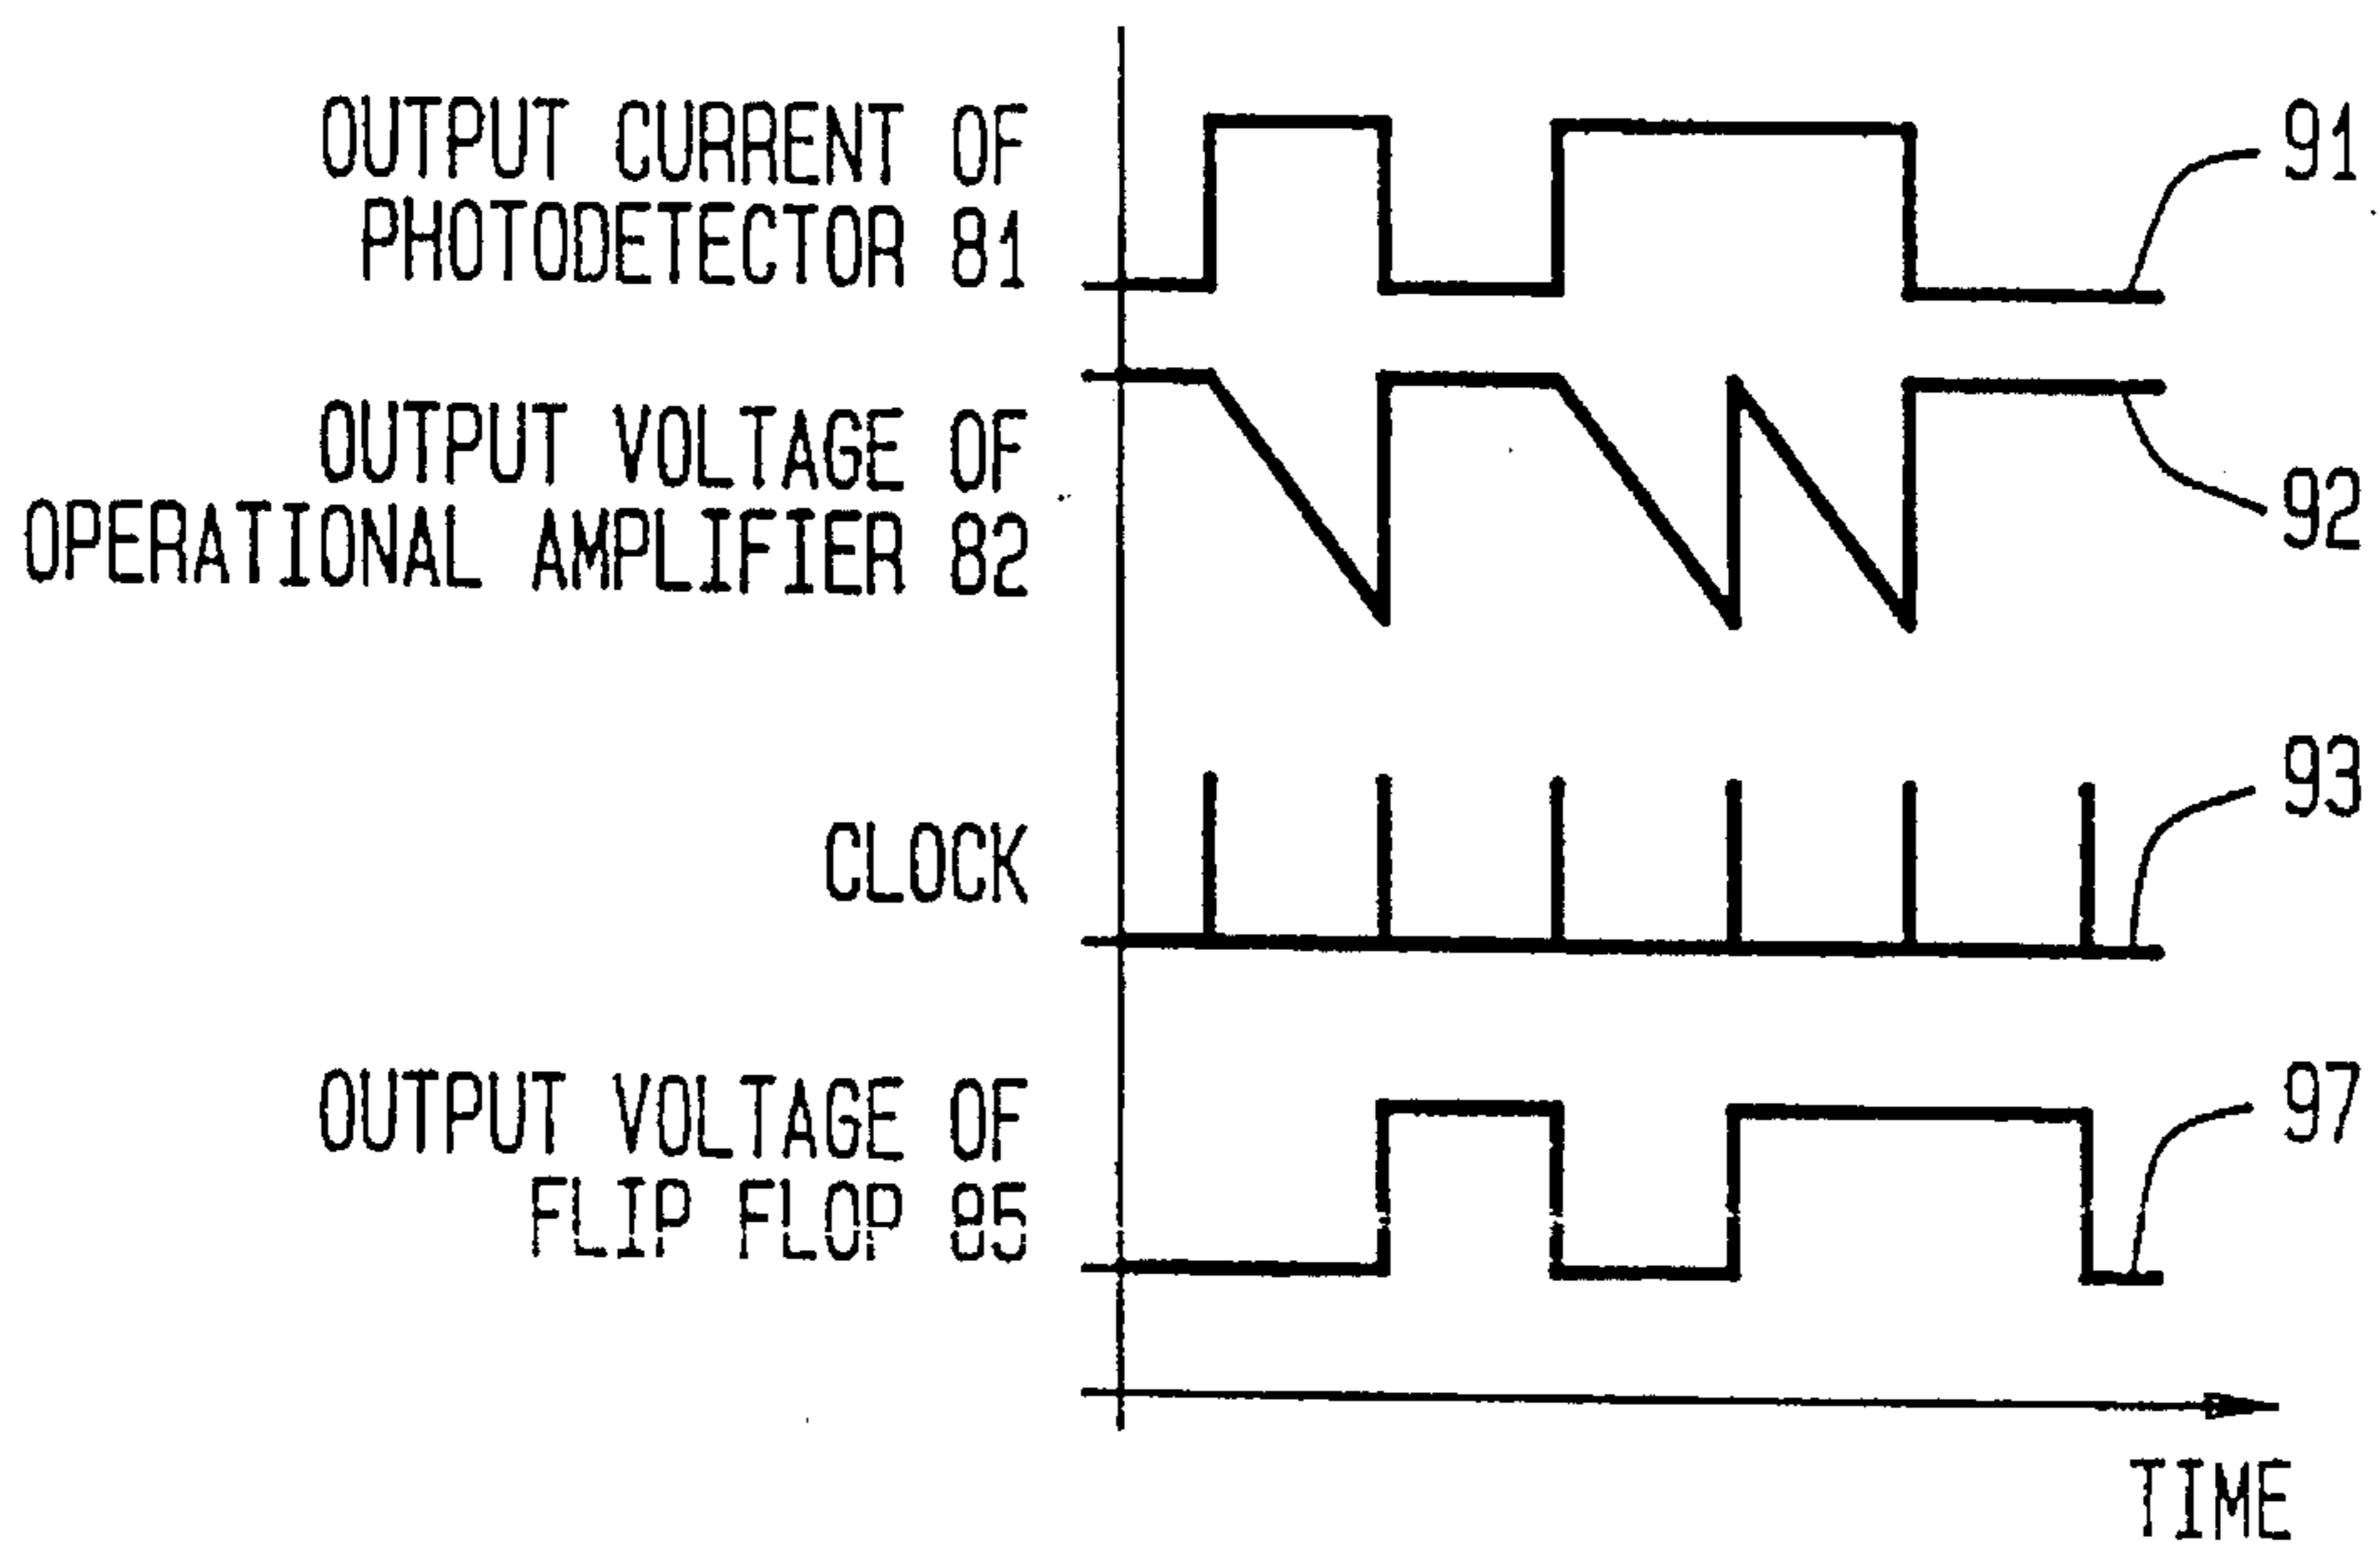 OUTPUT CURRENT OF
PHOTODETECTOR 81
91
OUTPUT VOLTAGE OF
OPERATIONAL AMPLIFIER 82
92
93
CLOCK
OUTPUT VOLTAGE OF
FLIP FLOP 85
97
TIME